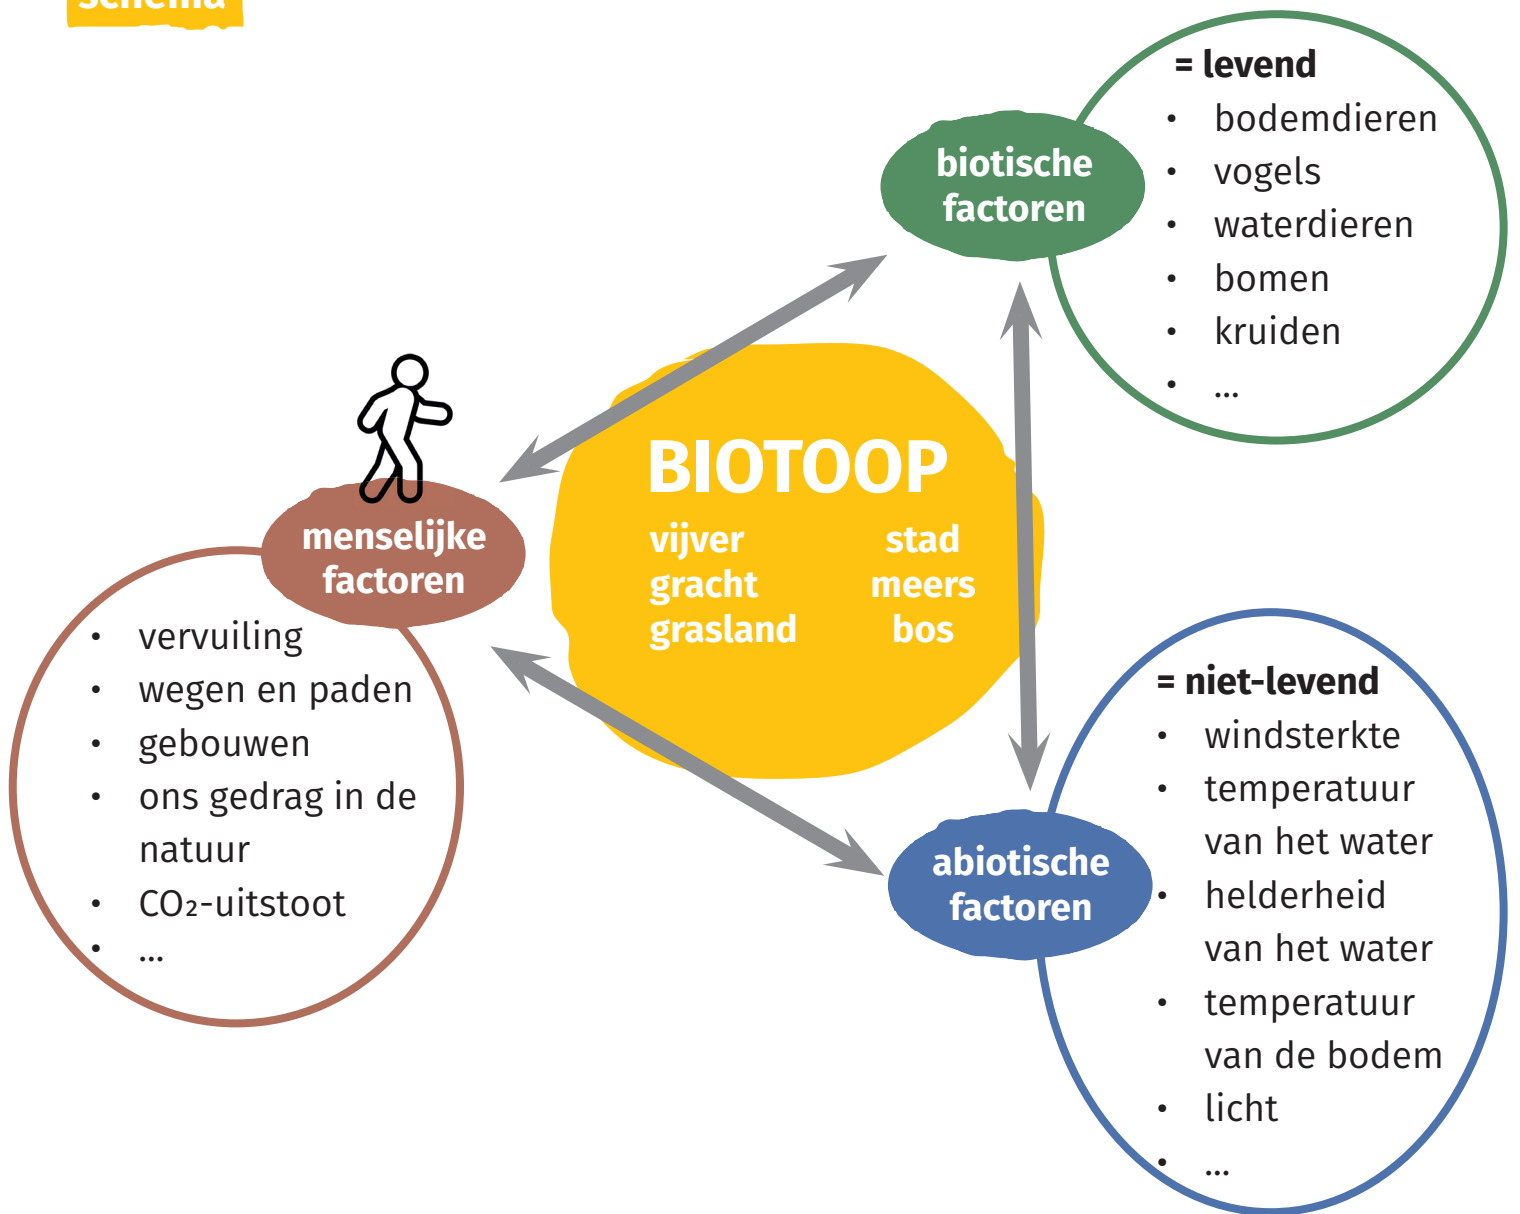 schema
= levend
• bodemdieren
• vogels
• waterdieren
• bomen
• kruiden
• ...
biotische
factoren
BIOTOOP
vijver stad
gracht meers
grasland bos
menselijke
factoren
• vervuiling
• wegen en paden
• gebouwen
• ons gedrag in de
natuur
• CO₂-uitstoot
• ...
abiotische
factoren
= niet-levend
• windsterkte
• temperatuur
van het water
• helderheid
van het water
• temperatuur
van de bodem
• licht
• ...